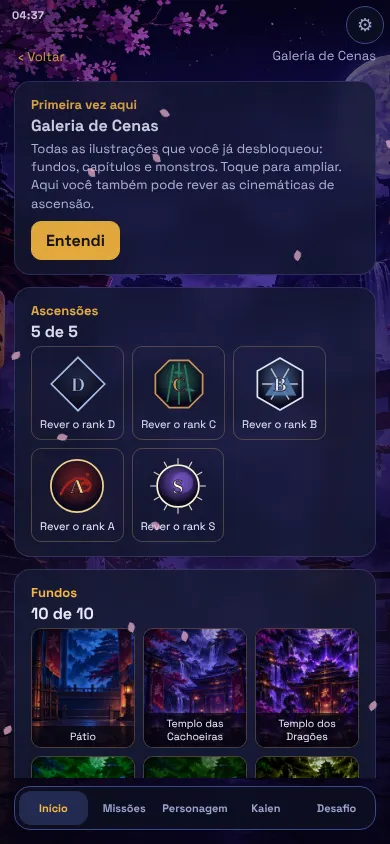 04:37
< Voltar
Galeria de Cenas
Primeira vez aqui
Galeria de Cenas
Todas as ilustrações que você já desbloqueou:
fundos, capítulos e monstros. Toque para ampliar.
Aqui você também pode rever as cinemáticas de
ascensão.
Entendi
Ascensões
5 de 5
D
C
B
Rever o rank D
Rever o rank C
Rever o rank B
A
S
Rever o rank A
Rever o rank S
Fundos
10 de 10
Pátio
Templo das
Cachoeiras
Templo dos
Dragões
Início
Missões
Personagem
Kaien
Desafio